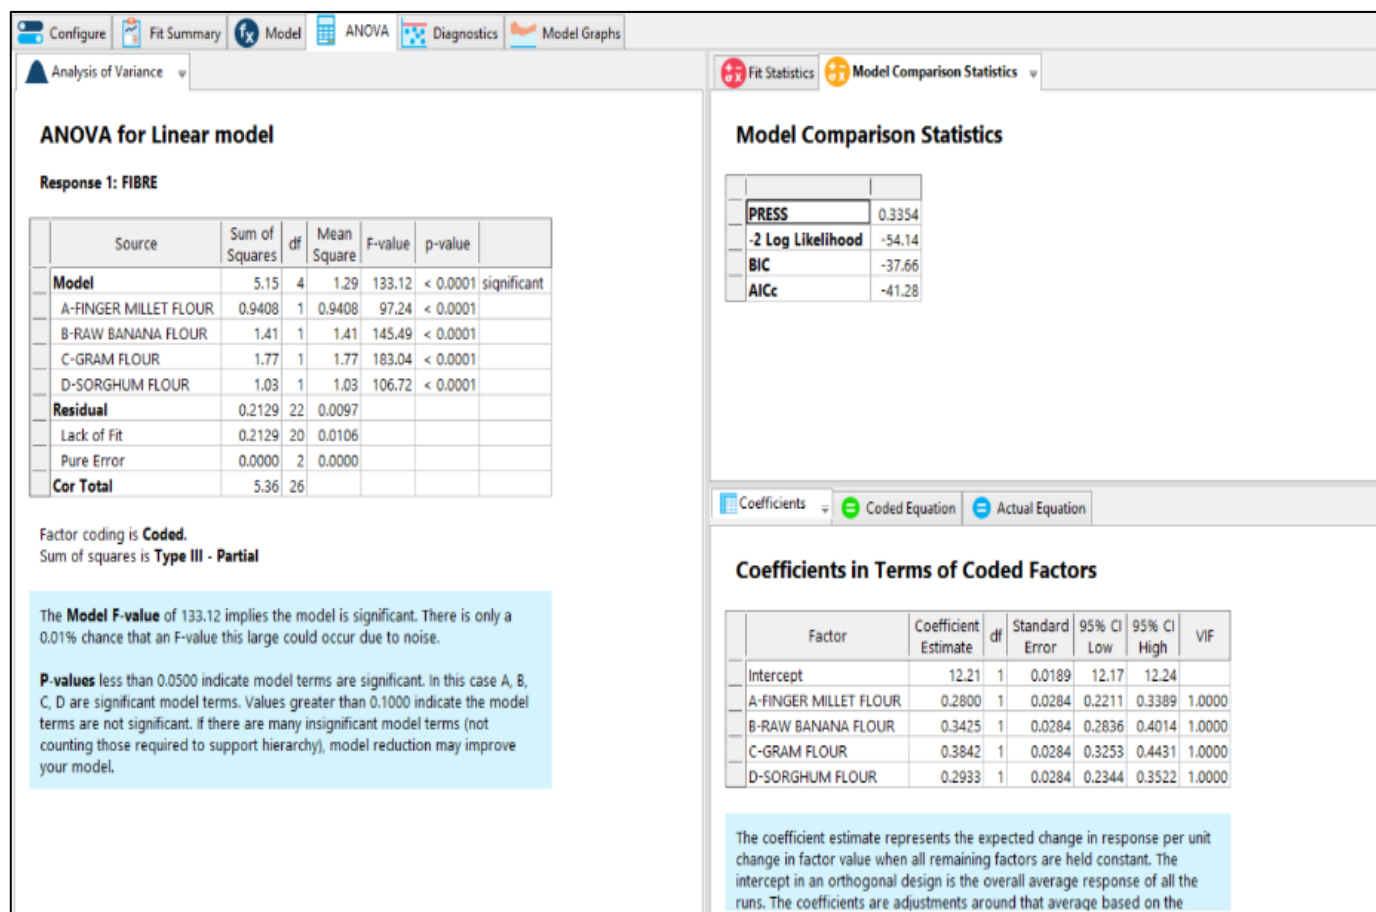 Configure Fit Summary Model ANOVA Diagnostics Model Graphs
Analysis of Variance
ANOVA for Linear model
Response 1: FIBRE
Source Sum of Squares df Mean Square F-value p-value
Model 5.15 4 1.29 133.12 < 0.0001 significant
A-FINGER MILLET FLOUR 0.9408 1 0.9408 97.24 < 0.0001
B-RAW BANANA FLOUR 1.41 1 1.41 145.49 < 0.0001
C-GRAM FLOUR 1.77 1 1.77 183.04 < 0.0001
D-SORGHUM FLOUR 1.03 1 1.03 106.72 < 0.0001
Residual 0.2129 22 0.0097
Lack of Fit 0.2129 20 0.0106
Pure Error 0.0000 2 0.0000
Cor Total 5.36 26
Factor coding is Coded.
Sum of squares is Type III - Partial
The Model F-value of 133.12 implies the model is significant. There is only a
0.01% chance that an F-value this large could occur due to noise.
P-values less than 0.0500 indicate model terms are significant. In this case A, B,
C, D are significant model terms. Values greater than 0.1000 indicate the model
terms are not significant. If there are many insignificant model terms (not
counting those required to support hierarchy), model reduction may improve
your model.
Fit Statistics Model Comparison Statistics
Model Comparison Statistics
PRESS 0.3354
-2 Log Likelihood -54.14
BIC -37.66
AICc -41.28
Coefficients Coded Equation Actual Equation
Coefficients in Terms of Coded Factors
Factor Coefficient Estimate df Standard Error 95% CI Low 95% CI High VIF
Intercept 12.21 1 0.0189 12.17 12.24
A-FINGER MILLET FLOUR 0.2800 1 0.0284 0.2211 0.3389 1.0000
B-RAW BANANA FLOUR 0.3425 1 0.0284 0.2836 0.4014 1.0000
C-GRAM FLOUR 0.3842 1 0.0284 0.3253 0.4431 1.0000
D-SORGHUM FLOUR 0.2933 1 0.0284 0.2344 0.3522 1.0000
The coefficient estimate represents the expected change in response per unit
change in factor value when all remaining factors are held constant. The
intercept in an orthogonal design is the overall average response of all the
runs. The coefficients are adjustments around that average based on the